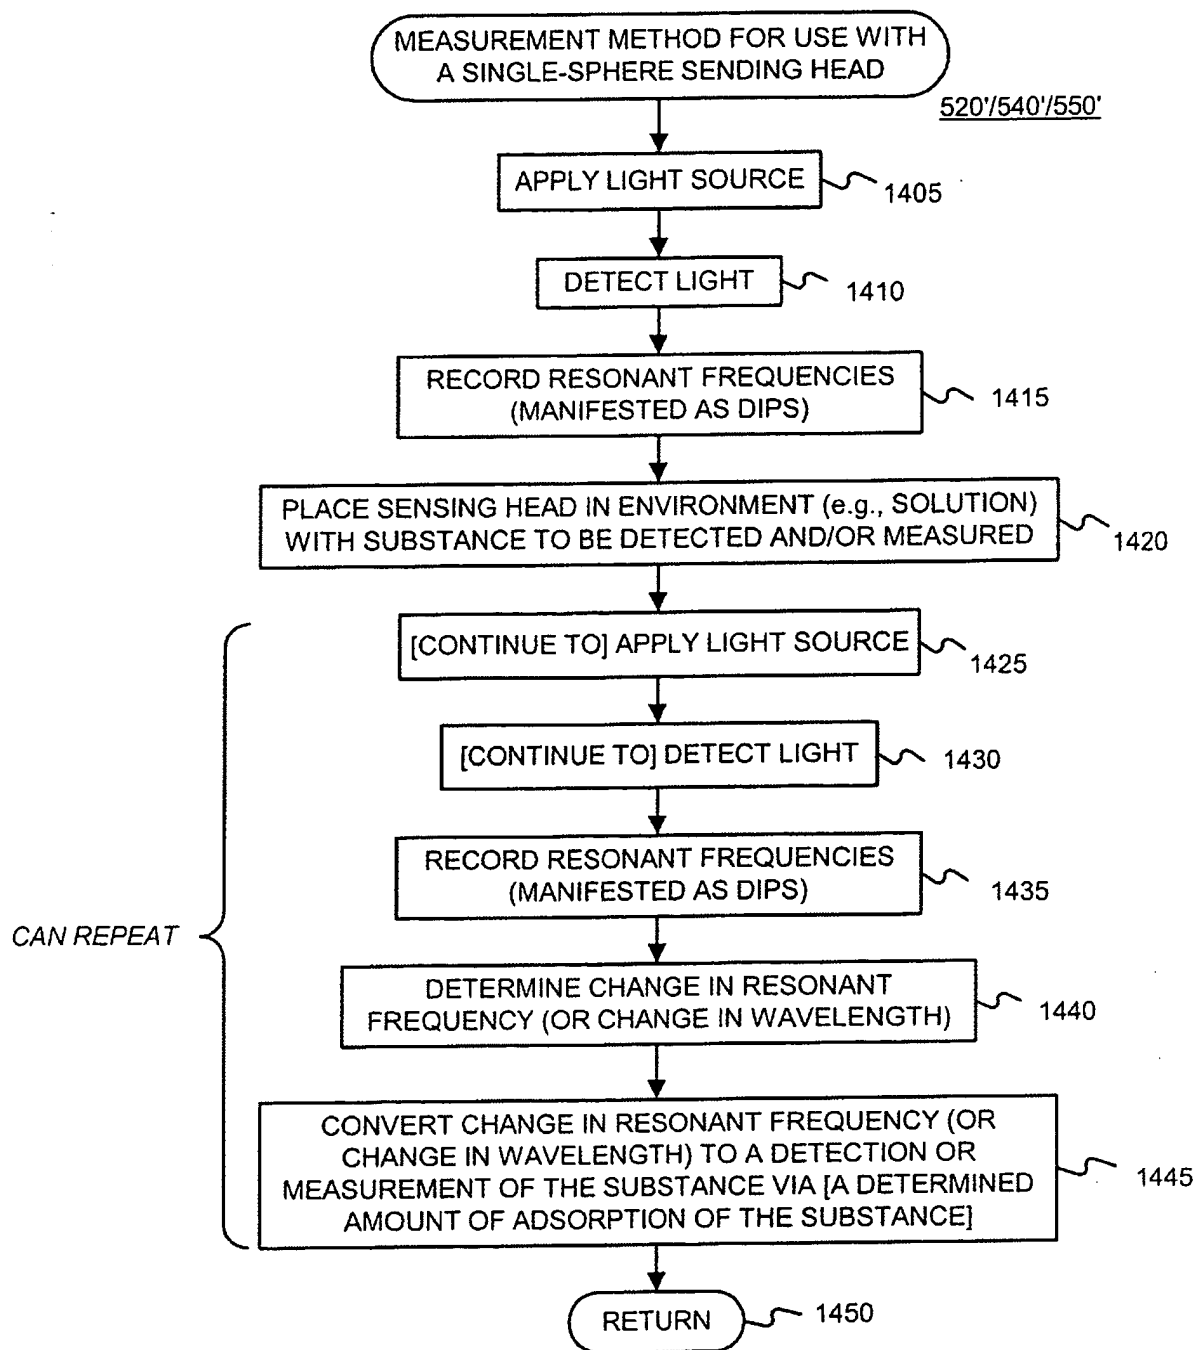 MEASUREMENT METHOD FOR USE WITH
A SINGLE-SPHERE SENDING HEAD
520'/540'/550'
APPLY LIGHT SOURCE
1405
DETECT LIGHT
1410
RECORD RESONANT FREQUENCIES
(MANIFESTED AS DIPS)
1415
PLACE SENSING HEAD IN ENVIRONMENT (e.g., SOLUTION)
WITH SUBSTANCE TO BE DETECTED AND/OR MEASURED
1420
[CONTINUE TO] APPLY LIGHT SOURCE
1425
[CONTINUE TO] DETECT LIGHT
1430
RECORD RESONANT FREQUENCIES
(MANIFESTED AS DIPS)
1435
CAN REPEAT
DETERMINE CHANGE IN RESONANT
FREQUENCY (OR CHANGE IN WAVELENGTH)
1440
CONVERT CHANGE IN RESONANT FREQUENCY (OR
CHANGE IN WAVELENGTH) TO A DETECTION OR
MEASUREMENT OF THE SUBSTANCE VIA [A DETERMINED
AMOUNT OF ADSORPTION OF THE SUBSTANCE]
1445
RETURN
1450